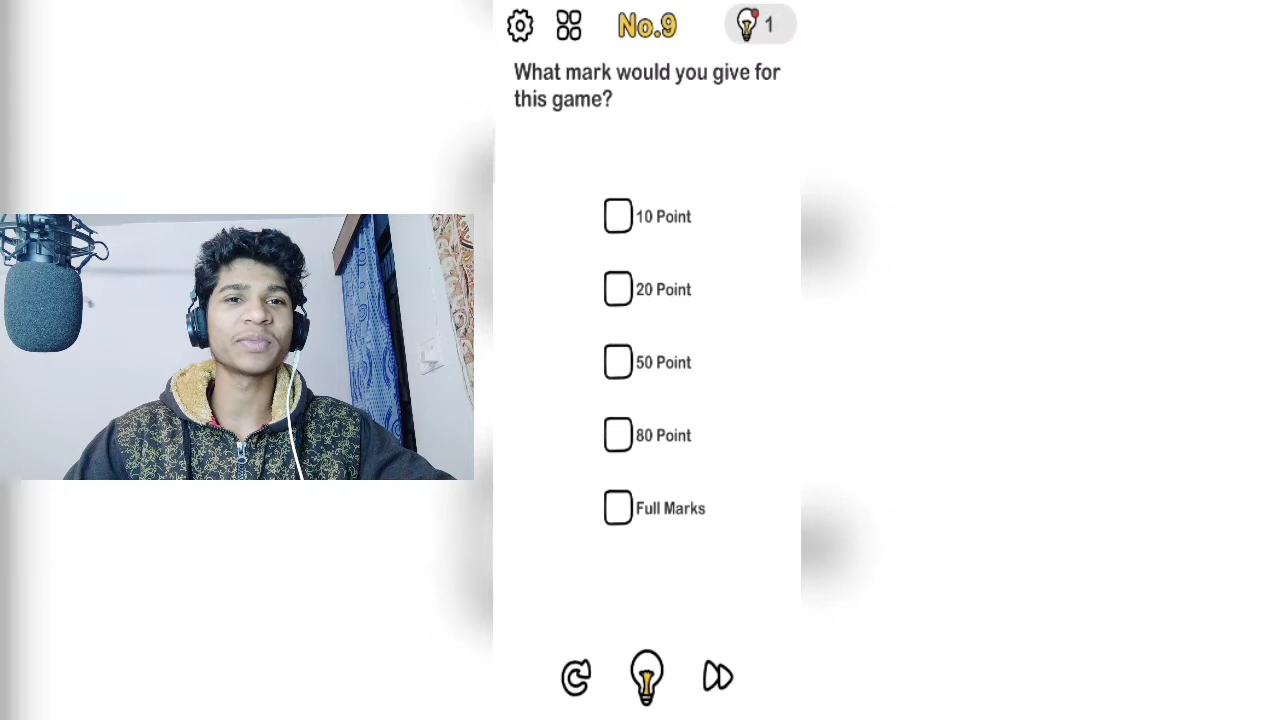 No.9
1
What mark would you give for
this game?
10 Point
20 Point
50 Point
80 Point
Full Marks